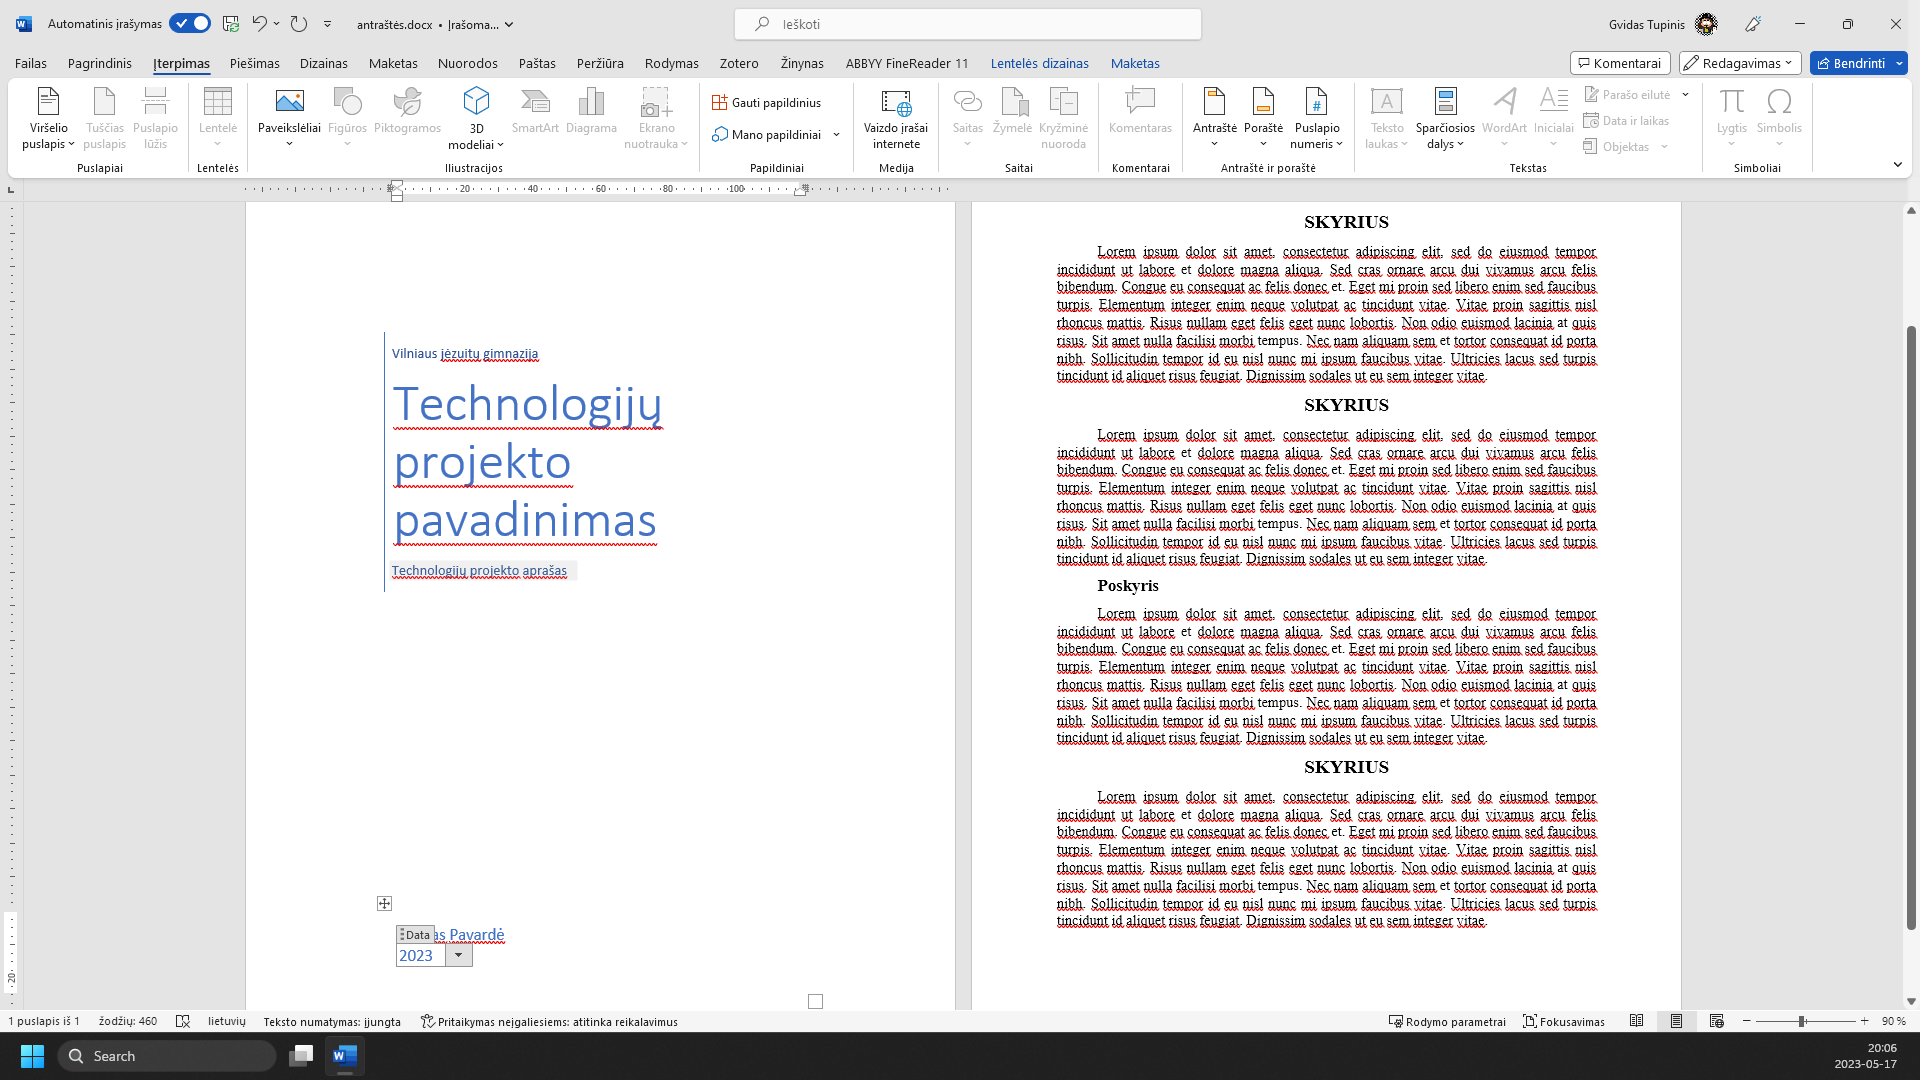 Automatinis įrašymas
antraštės.docx • Įrašoma...
Ieškoti
Gvidas Tupinis
Failas Pagrindinis Įterpimas Piešimas Dizainas Maketas Nuorodos Paštas Peržiūra Rodymas Zotero Žinynas ABBYY FineReader 11 Lentelės dizainas Maketas
Komentarai Redagavimas Bendrinti
Viršelio puslapis
Tuščias puslapis
Puslapio lūžis
Puslapiai
Lentelė
Lentelės
Paveikslėliai
Figūros
Piktogramos
3D modeliai
SmartArt
Diagrama
Ekrano nuotrauka
Iliustracijos
Gauti papildinius
Mano papildiniai
Papildiniai
Vaizdo įrašai internete
Medija
Saitas
Žymelė
Kryžminė nuoroda
Saitai
Komentaras
Komentarai
Antraštė
Poraštė
Puslapio numeris
Antraštė ir poraštė
Teksto laukas
Sparčiosios dalys
WordArt
Inicialai
Parašo eilutė
Data ir laikas
Objektas
Tekstas
Lygtis
Simbolis
Simboliai
20 40 60 80 100
20
Vilniaus jėzuitų gimnazija
Technologijų
projekto
pavadinimas
Technologijų projekto aprašas
Data
as Pavardė
2023
SKYRIUS
Lorem ipsum dolor sit amet, consectetur adipiscing elit, sed do eiusmod tempor
incididunt ut labore et dolore magna aliqua. Sed cras ornare arcu dui vivamus arcu felis
bibendum. Congue eu consequat ac felis donec et. Eget mi proin sed libero enim sed faucibus
turpis. Elementum integer enim neque volutpat ac tincidunt vitae. Vitae proin sagittis nisl
rhoncus mattis. Risus nullam eget felis eget nunc lobortis. Non odio euismod lacinia at quis
risus. Sit amet nulla facilisi morbi tempus. Nec nam aliquam sem et tortor consequat id porta
nibh. Sollicitudin tempor id eu nisl nunc mi ipsum faucibus vitae. Ultricies lacus sed turpis
tincidunt id aliquet risus feugiat. Dignissim sodales ut eu sem integer vitae.
SKYRIUS
Lorem ipsum dolor sit amet, consectetur adipiscing elit, sed do eiusmod tempor
incididunt ut labore et dolore magna aliqua. Sed cras ornare arcu dui vivamus arcu felis
bibendum. Congue eu consequat ac felis donec et. Eget mi proin sed libero enim sed faucibus
turpis. Elementum integer enim neque volutpat ac tincidunt vitae. Vitae proin sagittis nisl
rhoncus mattis. Risus nullam eget felis eget nunc lobortis. Non odio euismod lacinia at quis
risus. Sit amet nulla facilisi morbi tempus. Nec nam aliquam sem et tortor consequat id porta
nibh. Sollicitudin tempor id eu nisl nunc mi ipsum faucibus vitae. Ultricies lacus sed turpis
tincidunt id aliquet risus feugiat. Dignissim sodales ut eu sem integer vitae.
Poskyris
Lorem ipsum dolor sit amet, consectetur adipiscing elit, sed do eiusmod tempor
incididunt ut labore et dolore magna aliqua. Sed cras ornare arcu dui vivamus arcu felis
bibendum. Congue eu consequat ac felis donec et. Eget mi proin sed libero enim sed faucibus
turpis. Elementum integer enim neque volutpat ac tincidunt vitae. Vitae proin sagittis nisl
rhoncus mattis. Risus nullam eget felis eget nunc lobortis. Non odio euismod lacinia at quis
risus. Sit amet nulla facilisi morbi tempus. Nec nam aliquam sem et tortor consequat id porta
nibh. Sollicitudin tempor id eu nisl nunc mi ipsum faucibus vitae. Ultricies lacus sed turpis
tincidunt id aliquet risus feugiat. Dignissim sodales ut eu sem integer vitae.
SKYRIUS
Lorem ipsum dolor sit amet, consectetur adipiscing elit, sed do eiusmod tempor
incididunt ut labore et dolore magna aliqua. Sed cras ornare arcu dui vivamus arcu felis
bibendum. Congue eu consequat ac felis donec et. Eget mi proin sed libero enim sed faucibus
turpis. Elementum integer enim neque volutpat ac tincidunt vitae. Vitae proin sagittis nisl
rhoncus mattis. Risus nullam eget felis eget nunc lobortis. Non odio euismod lacinia at quis
risus. Sit amet nulla facilisi morbi tempus. Nec nam aliquam sem et tortor consequat id porta
nibh. Sollicitudin tempor id eu nisl nunc mi ipsum faucibus vitae. Ultricies lacus sed turpis
tincidunt id aliquet risus feugiat. Dignissim sodales ut eu sem integer vitae.
1 puslapis iš 1 žodžių: 460 lietuvių Teksto numatymas: įjungta Pritaikymas neįgaliesiems: atitinka reikalavimus
Rodymo parametrai Fokusavimas 90 %
Search
20:06
2023-05-17